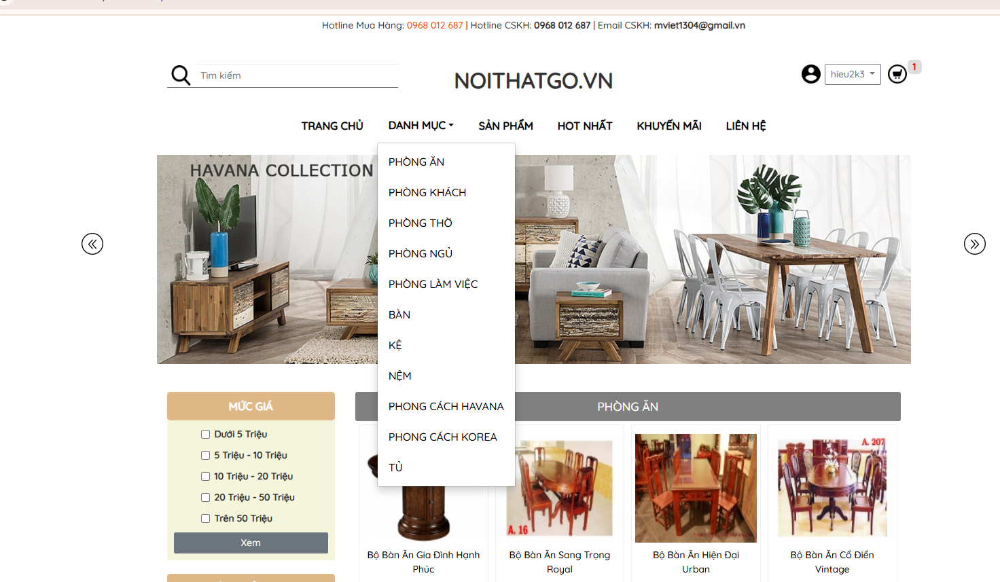 Hotline Mua Hàng: 0968 012 687 | Hotline CSKH: 0968 012 687 | Email CSKH: mviet1304@gmail.vn
Tìm kiếm
NOITHATGO.VN
hieu2k3
1
TRANG CHỦ DANH MỤC SẢN PHẨM HOT NHẤT KHUYẾN MÃI LIÊN HỆ
HAVANA COLLECTION
PHÒNG ĂN
PHÒNG KHÁCH
PHÒNG THỜ
PHÒNG NGỦ
PHÒNG LÀM VIỆC
BÀN
KỆ
NỆM
PHONG CÁCH HAVANA
PHONG CÁCH KOREA
TỦ
MỨC GIÁ
Dưới 5 Triệu
5 Triệu - 10 Triệu
10 Triệu - 20 Triệu
20 Triệu - 50 Triệu
Trên 50 Triệu
Xem
PHÒNG ĂN
A. 16
A. 207
Bộ Bàn Ăn Gia Đình Hạnh
Phúc
Bộ Bàn Ăn Sang Trọng
Royal
Bộ Bàn Ăn Hiện Đại
Urban
Bộ Bàn Ăn Cổ Điển
Vintage